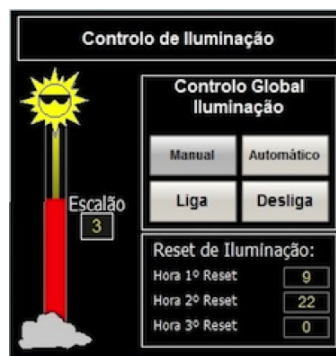 Controlo de Iluminação
Controlo Global
Iluminação
Manual Automático
Liga Desliga
Escalão
3
Reset de Iluminação:
Hora 1º Reset 9
Hora 2º Reset 22
Hora 3º Reset 0